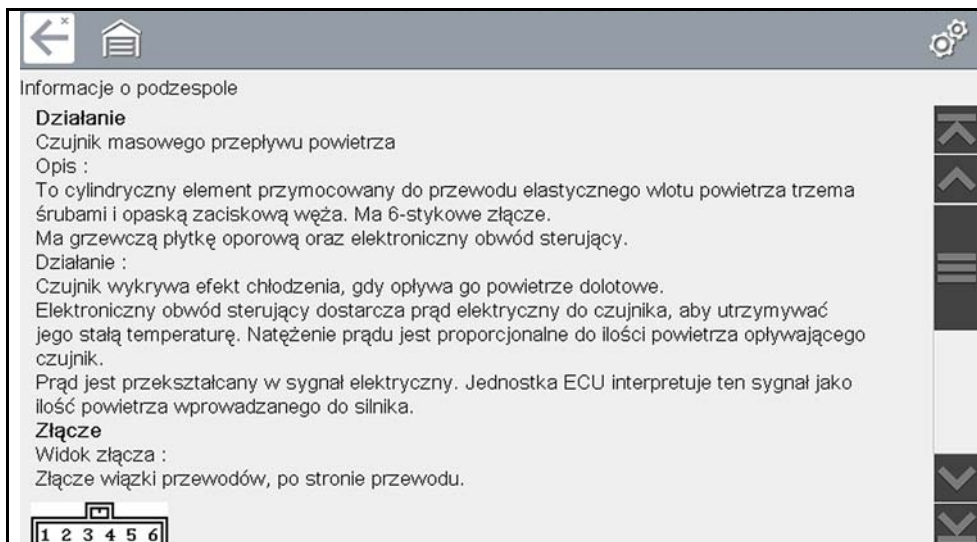 Informacje o podzespole
Działanie
Czujnik masowego przepływu powietrza
Opis :
To cylindryczny element przymocowany do przewodu elastycznego wlotu powietrza trzema
śrubami i opaską zaciskową węża. Ma 6-stykowe złącze.
Ma grzewczą płytkę oporową oraz elektroniczny obwód sterujący.
Działanie :
Czujnik wykrywa efekt chłodzenia, gdy opływa go powietrze dolotowe.
Elektroniczny obwód sterujący dostarcza prąd elektryczny do czujnika, aby utrzymywać
jego stałą temperaturę. Natężenie prądu jest proporcjonalne do ilości powietrza opływającego
czujnik.
Prąd jest przekształcany w sygnał elektryczny. Jednostka ECU interpretuje ten sygnał jako
ilość powietrza wprowadzanego do silnika.
Złącze
Widok złącza :
Złącze wiązki przewodów, po stronie przewodu.
1 2 3 4 5 6